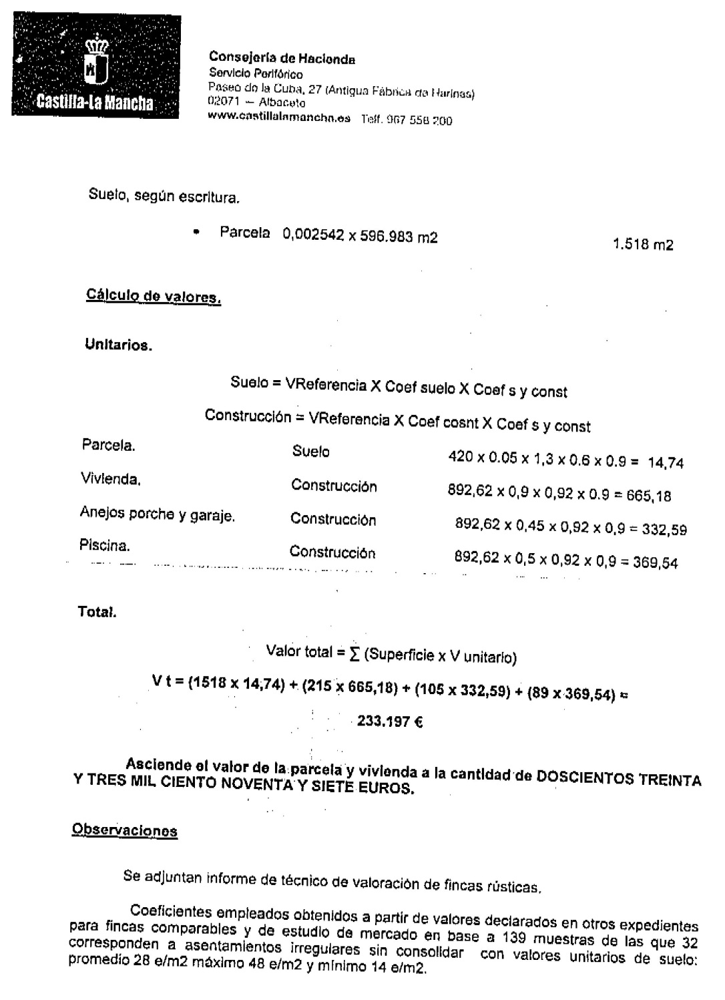 Castilla-La Mancha
Consejería de Hacienda
Servicio Periférico
Paseo de la Cuba, 27 (Antigua Fábrica de Harinas)
02071 – Albacete
www.castillalamancha.es Telf. 967 558 200
Suelo, según escritura.
• Parcela 0,002542 x 596.983 m2 1.518 m2
Cálculo de valores.
Unitarios.
Suelo = VReferencia X Coef suelo X Coef s y const
Construcción = VReferencia X Coef cosnt X Coef s y const
Parcela. Suelo 420 x 0.05 x 1,3 x 0.6 x 0.9 = 14,74
Vivienda. Construcción 892,62 x 0,9 x 0,92 x 0.9 = 665,18
Anejos porche y garaje. Construcción 892,62 x 0,45 x 0,92 x 0,9 = 332,59
Piscina. Construcción 892,62 x 0,5 x 0,92 x 0,9 = 369,54
Total.
Valor total = ∑ (Superficie x V unitario)
V t = (1518 x 14,74) + (215 x 665,18) + (105 x 332,59) + (89 x 369,54) =
233.197 €
Asciende el valor de la parcela y vivienda a la cantidad de DOSCIENTOS TREINTA
Y TRES MIL CIENTO NOVENTA Y SIETE EUROS.
Observaciones
Se adjuntan informe de técnico de valoración de fincas rústicas.
Coeficientes empleados obtenidos a partir de valores declarados en otros expedientes
para fincas comparables y de estudio de mercado en base a 139 muestras de las que 32
corresponden a asentamientos irregulares sin consolidar con valores unitarios de suelo:
promedio 28 e/m2 máximo 48 e/m2 y mínimo 14 e/m2.